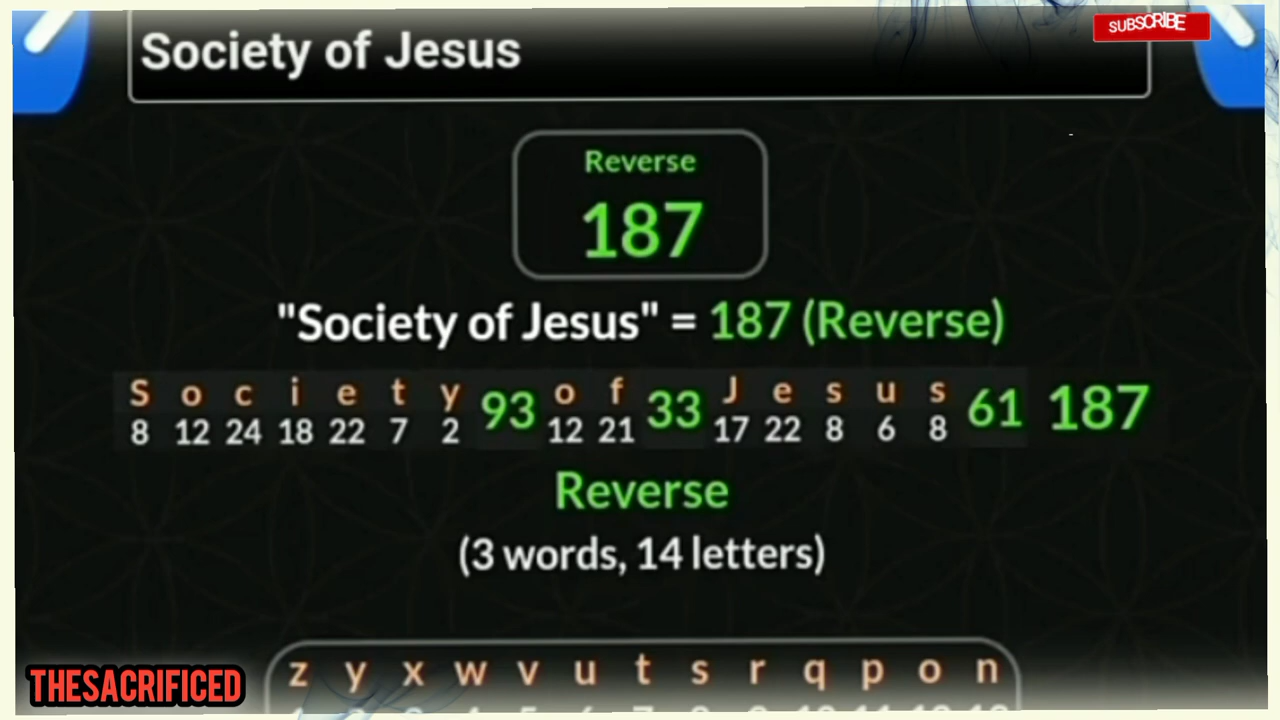 Society of Jesus
SUBSCRIBE
Reverse
187
"Society of Jesus" = 187 (Reverse)
S o c i e t y 93 o f 33 J e s u s 61 187
8 12 24 18 22 7 2 12 21 17 22 8 6 8
Reverse
(3 words, 14 letters)
z y x w v u t s r q p o n
THESACRIFICED